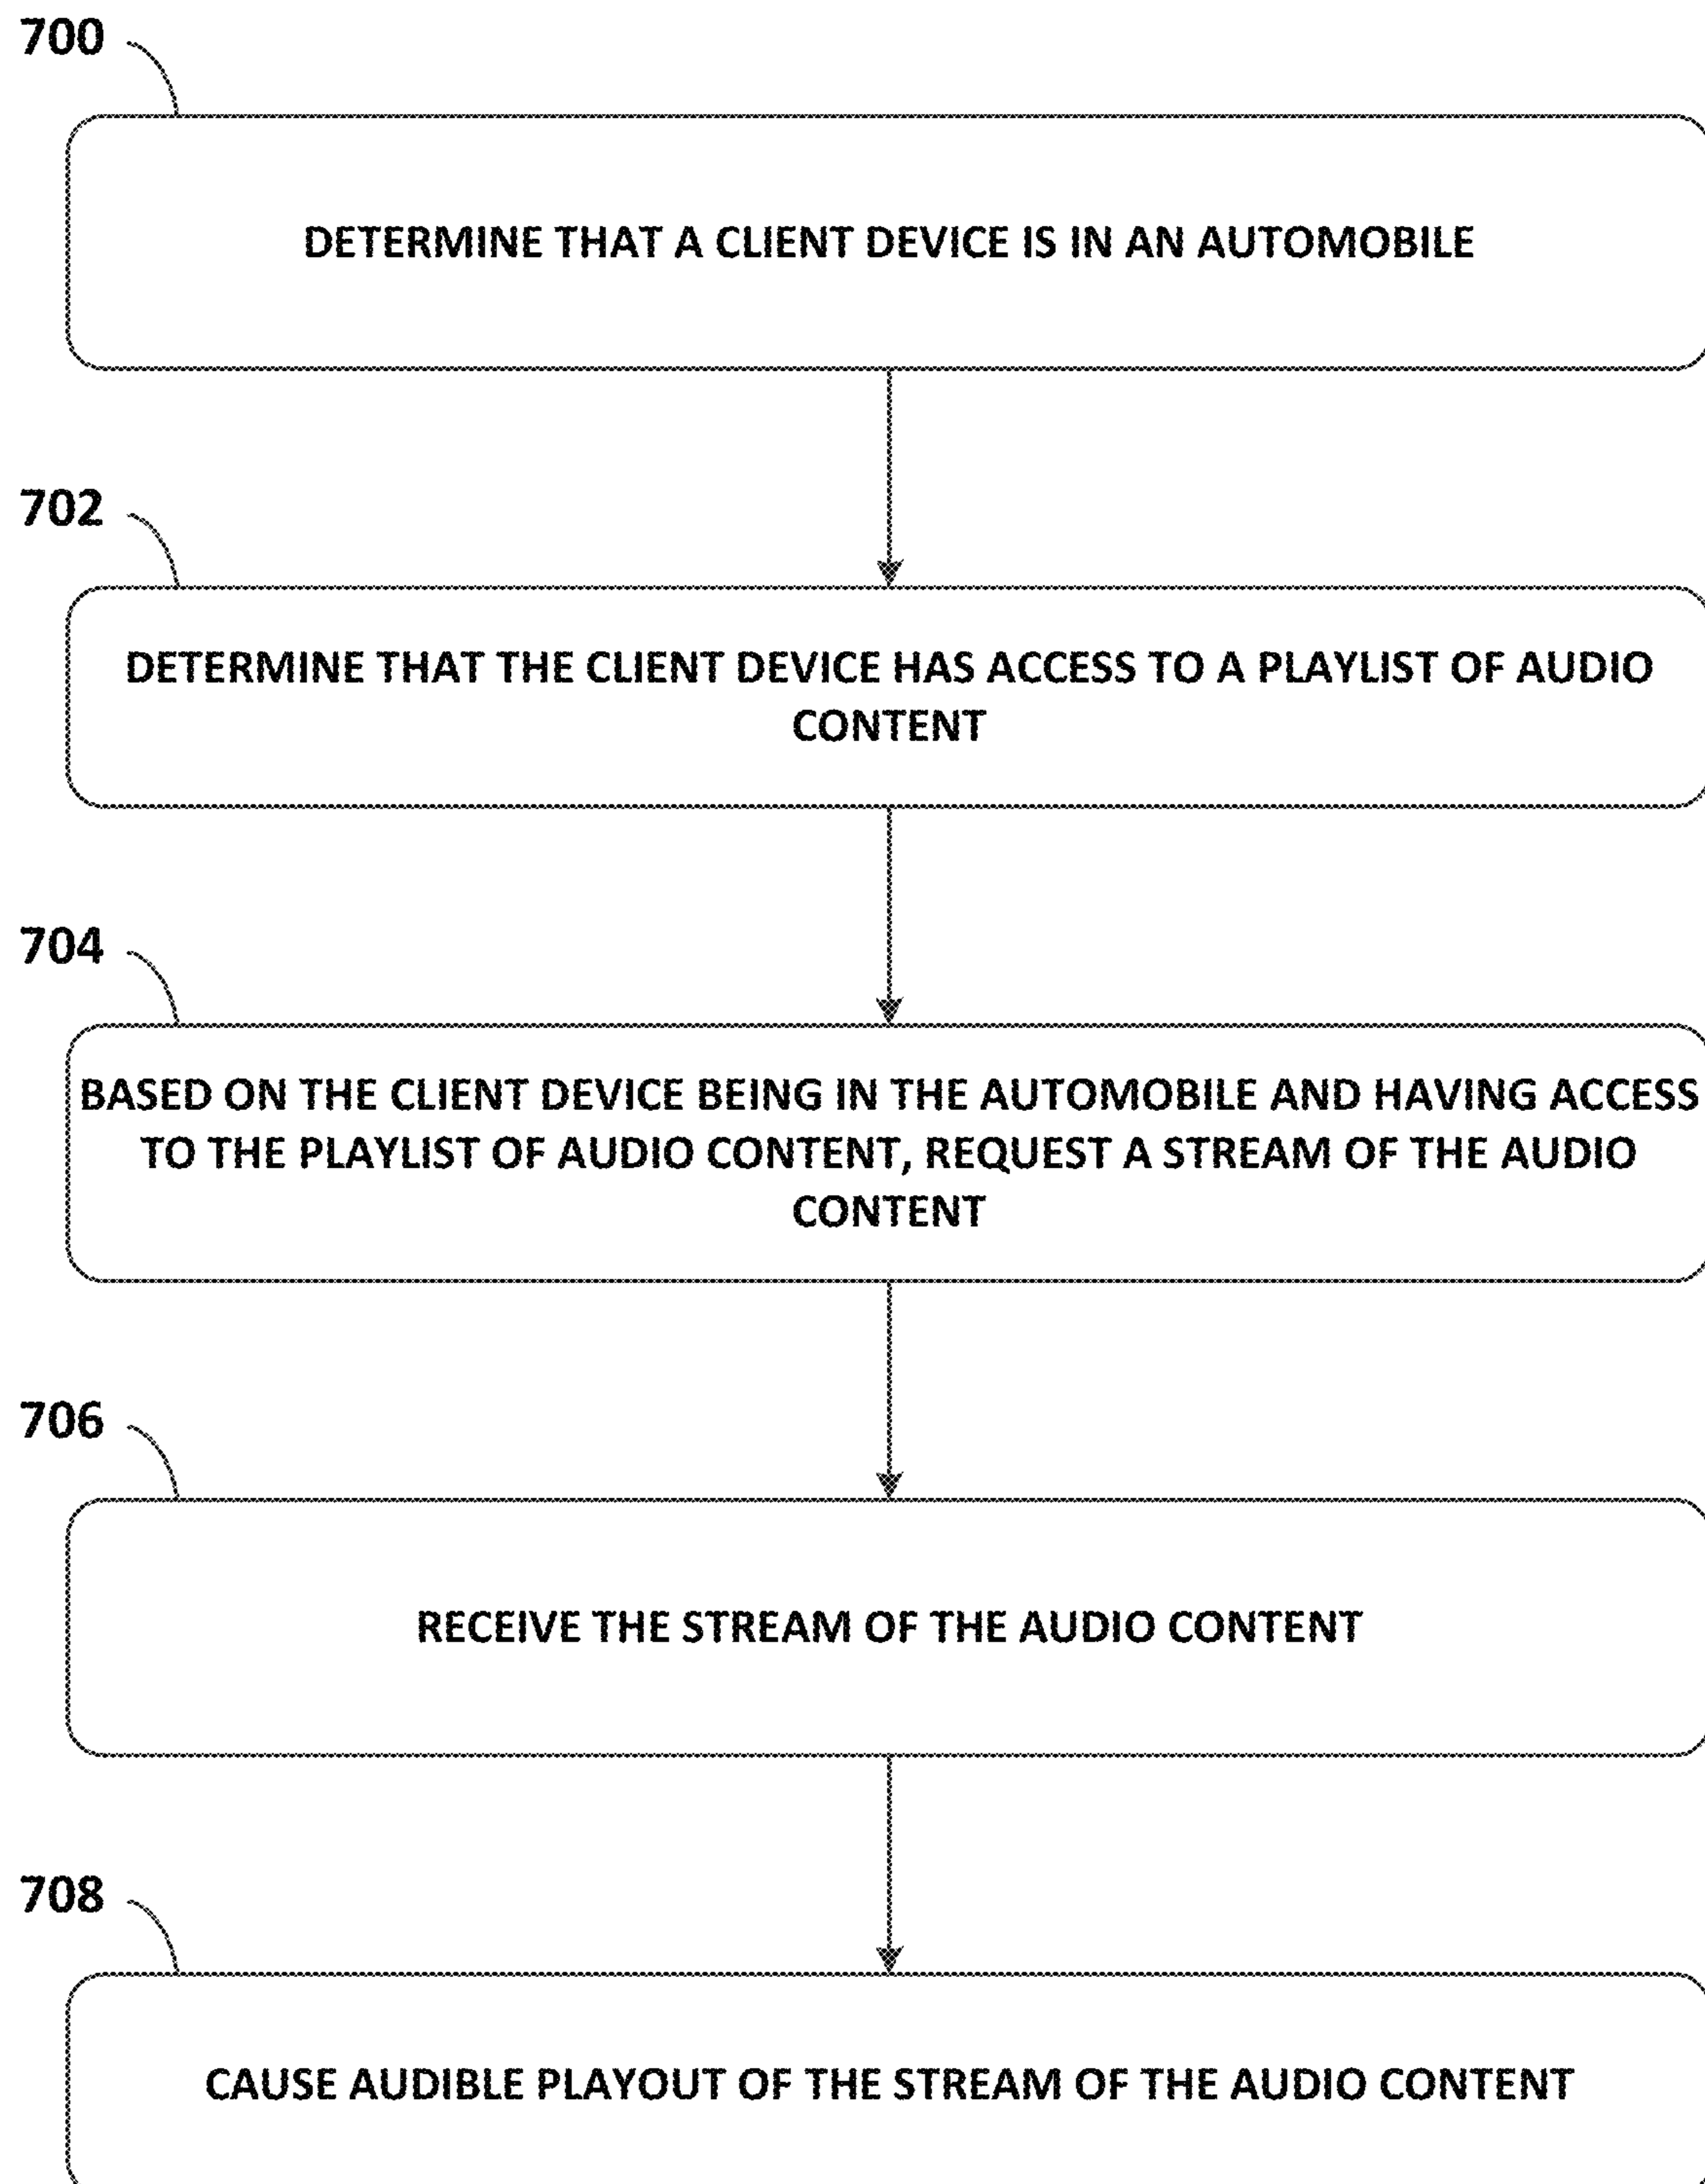 700
DETERMINE THAT A CLIENT DEVICE IS IN AN AUTOMOBILE
702
DETERMINE THAT THE CLIENT DEVICE HAS ACCESS TO A PLAYLIST OF AUDIO
CONTENT
704
BASED ON THE CLIENT DEVICE BEING IN THE AUTOMOBILE AND HAVING ACCESS
TO THE PLAYLIST OF AUDIO CONTENT, REQUEST A STREAM OF THE AUDIO
CONTENT
706
RECEIVE THE STREAM OF THE AUDIO CONTENT
708
CAUSE AUDIBLE PLAYOUT OF THE STREAM OF THE AUDIO CONTENT